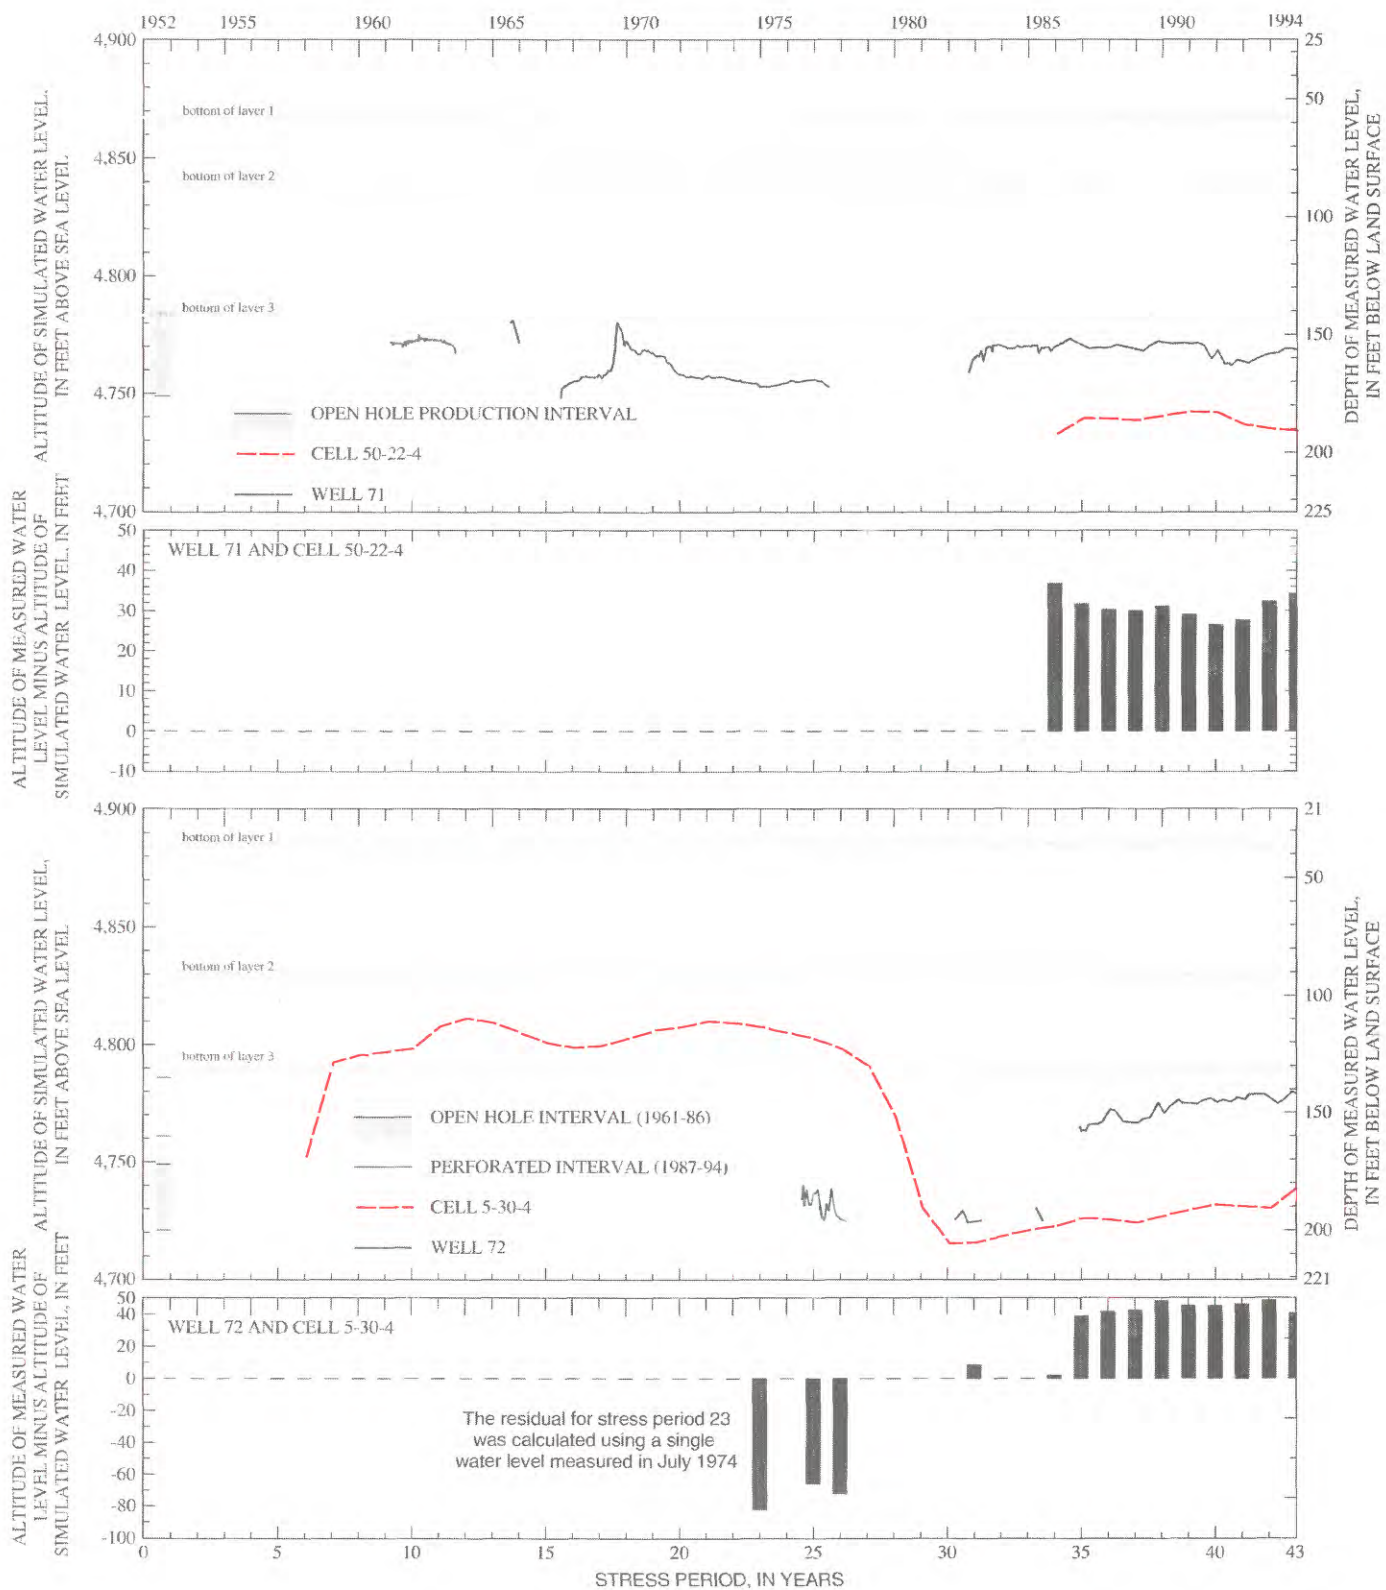 1952 1955 1960 1965 1970 1975 1980 1985 1990 1994
4,900
4,850
4,800
4,750
4,700
25
50
100
150
200
225
ALTITUDE OF SIMULATED WATER LEVEL,
IN FEET ABOVE SEA LEVEL
DEPTH OF MEASURED WATER LEVEL,
IN FEET BELOW LAND SURFACE
bottom of layer 1
bottom of layer 2
bottom of layer 3
OPEN HOLE PRODUCTION INTERVAL
CELL 50-22-4
WELL 71
ALTITUDE OF MEASURED WATER
LEVEL MINUS ALTITUDE OF
SIMULATED WATER LEVEL, IN FEET
50
40
30
20
10
0
-10
WELL 71 AND CELL 50-22-4
4,900
4,850
4,800
4,750
4,700
21
50
100
150
200
221
ALTITUDE OF SIMULATED WATER LEVEL,
IN FEET ABOVE SEA LEVEL
DEPTH OF MEASURED WATER LEVEL,
IN FEET BELOW LAND SURFACE
bottom of layer 1
bottom of layer 2
bottom of layer 3
OPEN HOLE INTERVAL (1961-86)
PERFORATED INTERVAL (1987-94)
CELL 5-30-4
WELL 72
ALTITUDE OF MEASURED WATER
LEVEL MINUS ALTITUDE OF
SIMULATED WATER LEVEL, IN FEET
50
40
20
0
-20
-40
-60
-80
-100
WELL 72 AND CELL 5-30-4
The residual for stress period 23
was calculated using a single
water level measured in July 1974
0 5 10 15 20 25 30 35 40 43
STRESS PERIOD, IN YEARS